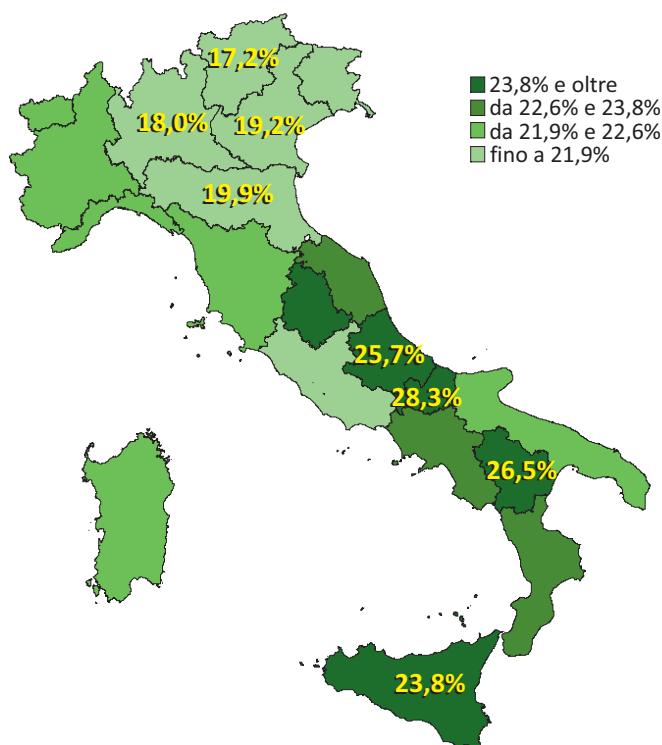 17,2%
23,8% e oltre
da 22,6% e 23,8%
da 21,9% e 22,6%
fino a 21,9%
18,0%
19,2%
19,9%
25,7%
28,3%
26,5%
23,8%